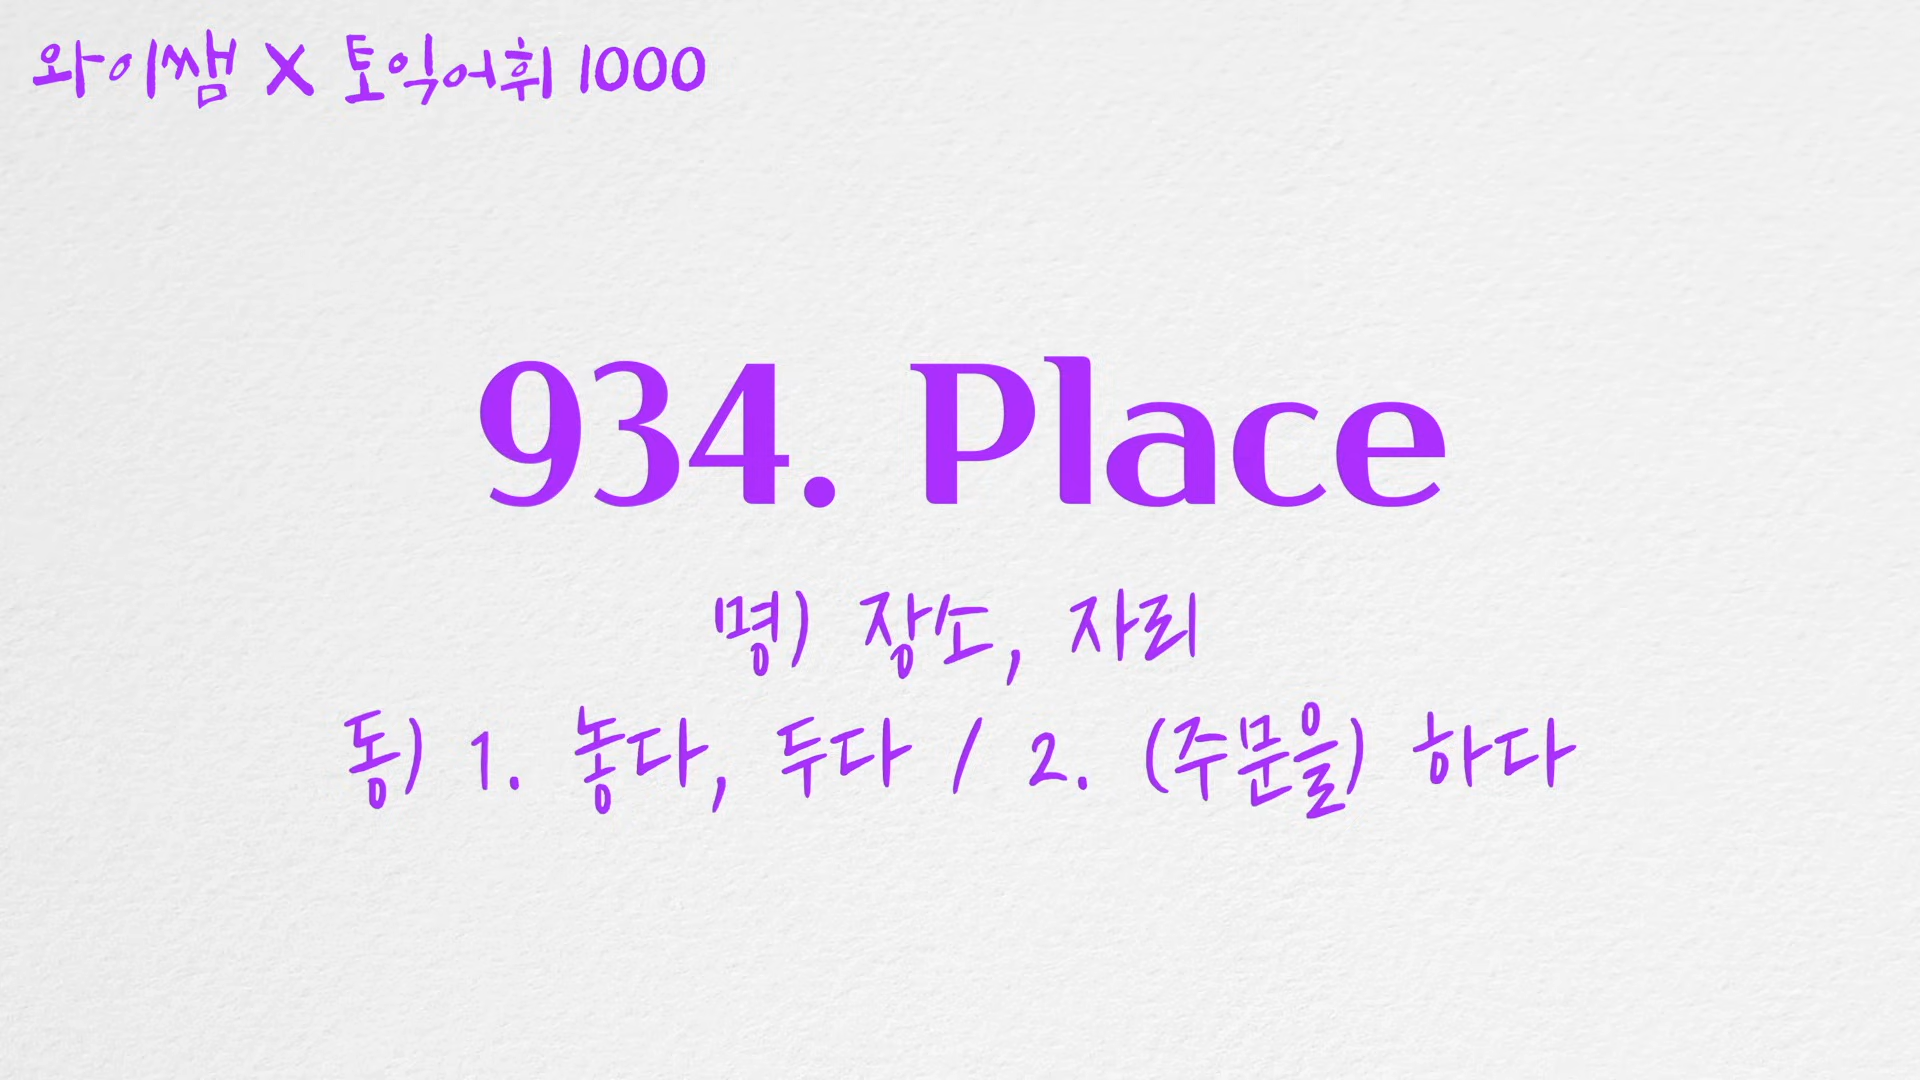 와이쌤 X 토익어휘 1000
934. Place
명) 장소, 자리
동) 1. 놓다, 두다 / 2. (주문을) 하다